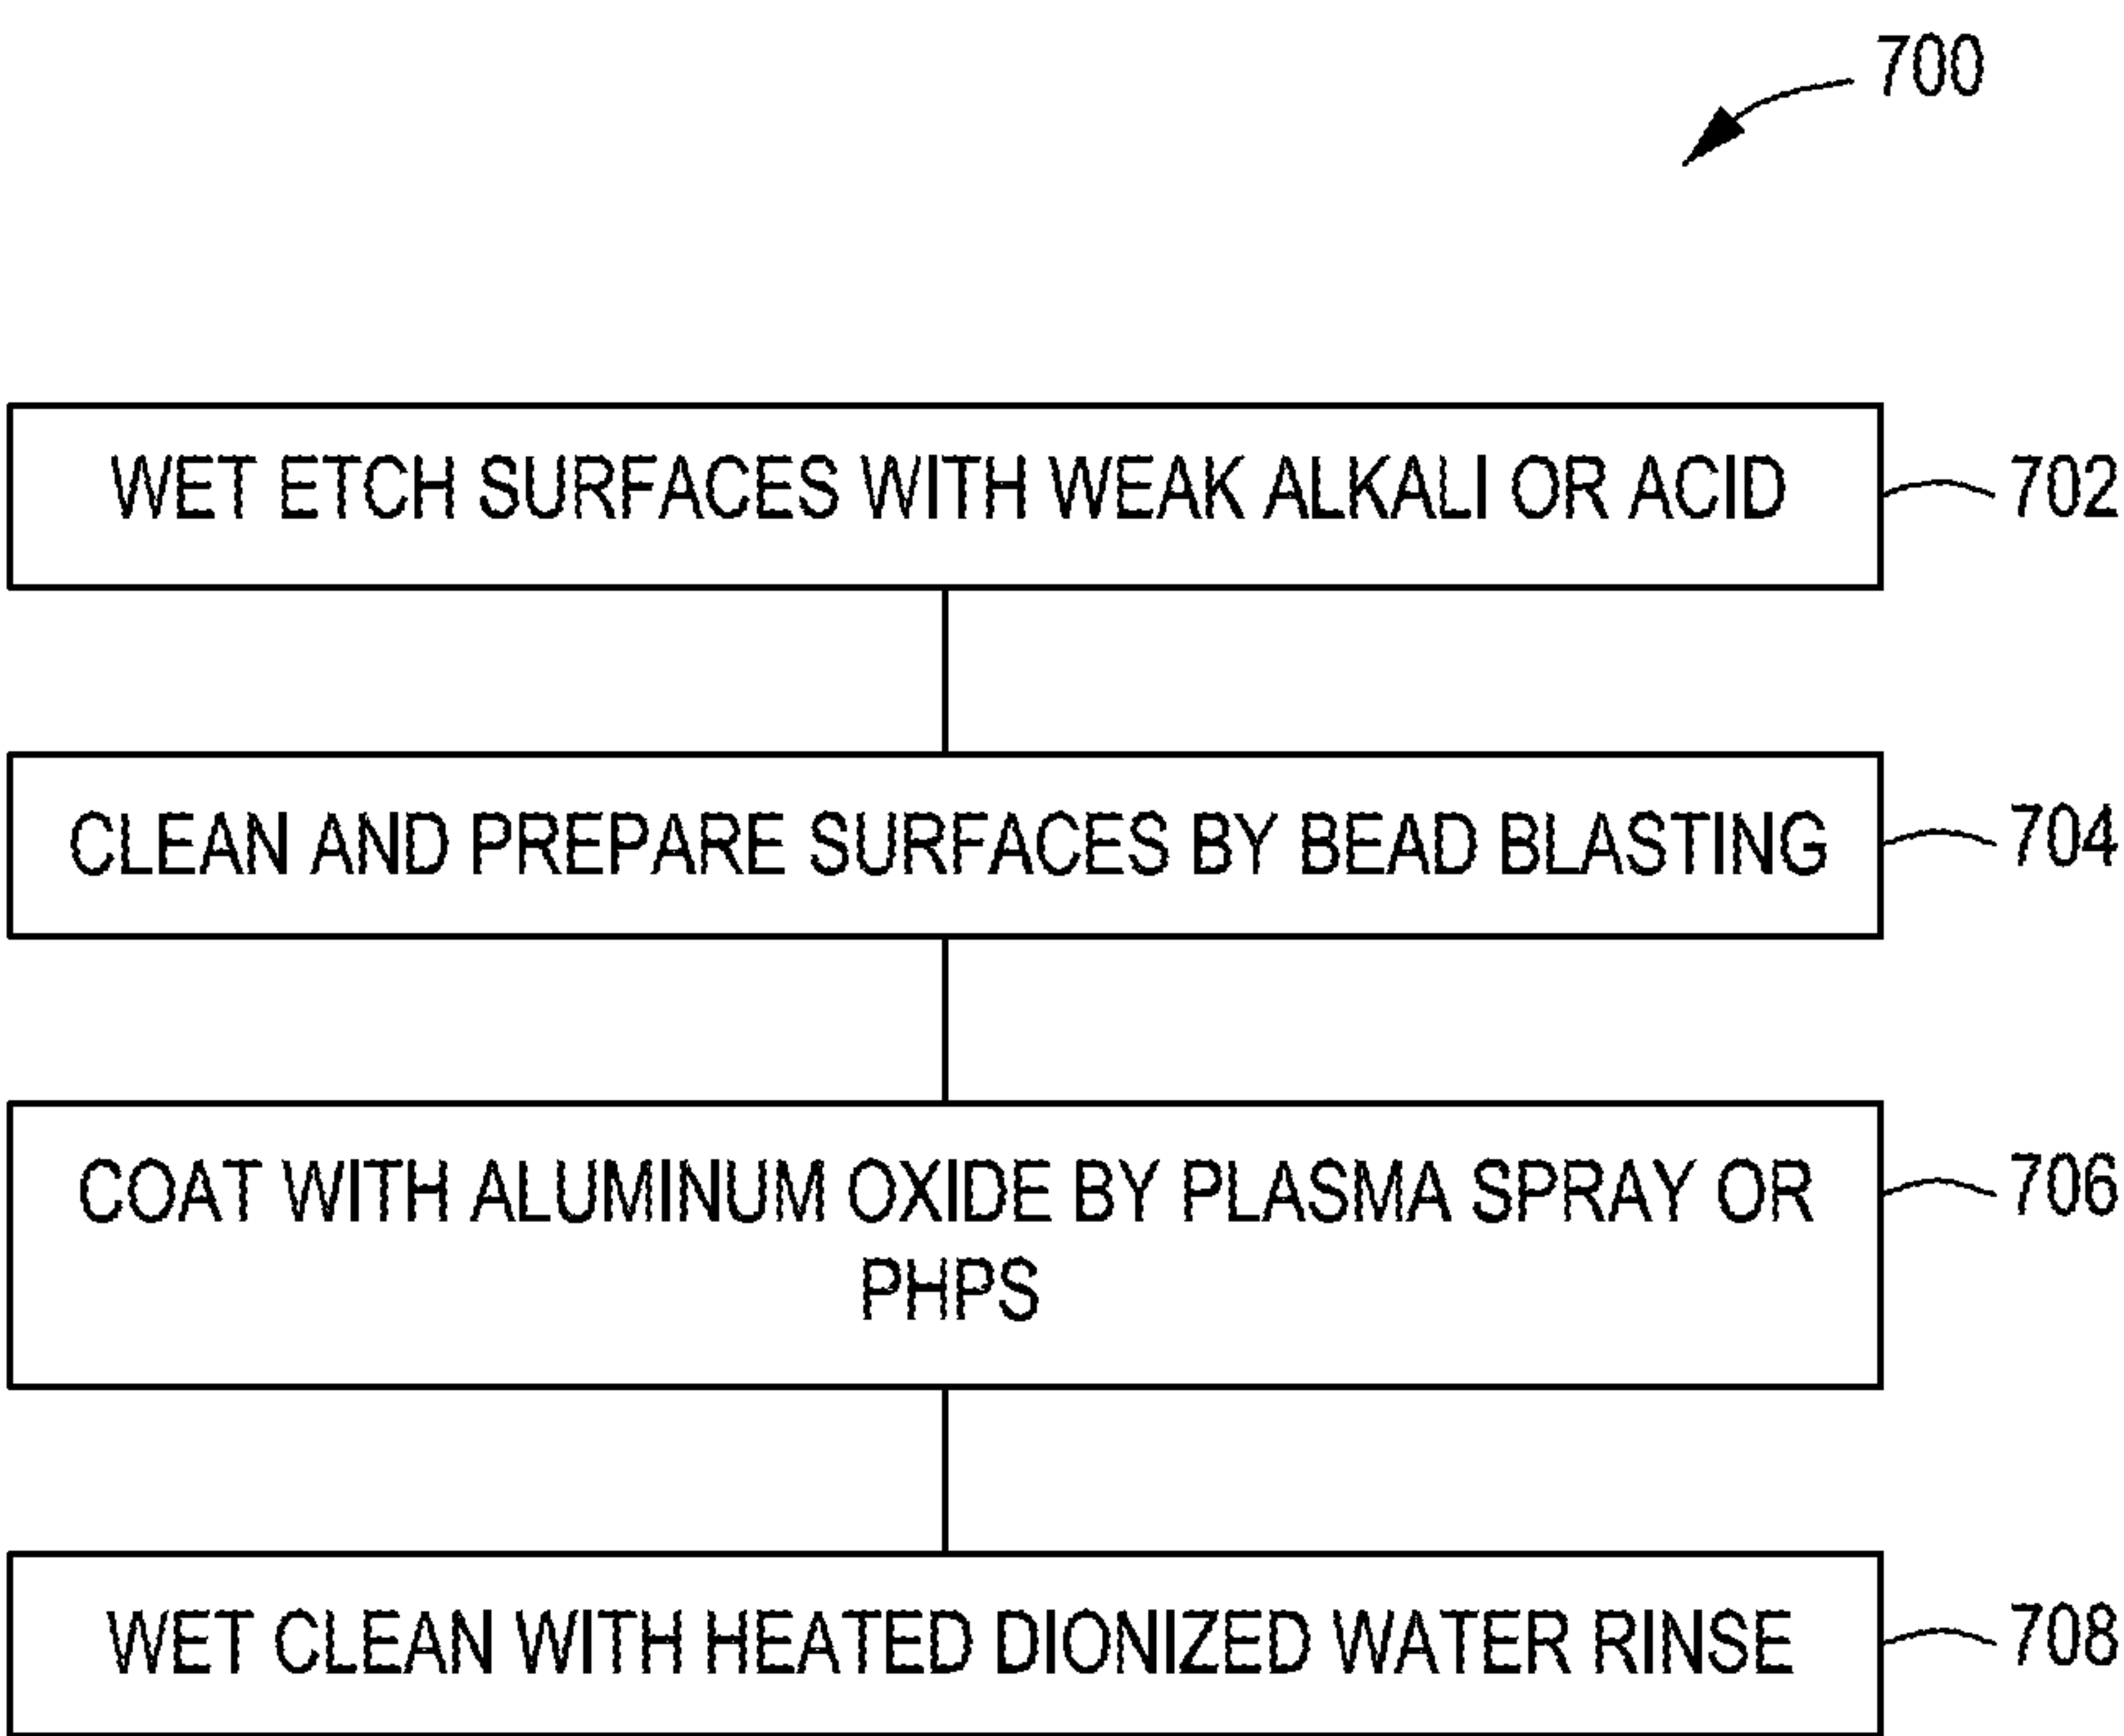 700
WET ETCH SURFACES WITH WEAK ALKALI OR ACID
702
CLEAN AND PREPARE SURFACES BY BEAD BLASTING
704
COAT WITH ALUMINUM OXIDE BY PLASMA SPRAY OR
PHPS
706
WET CLEAN WITH HEATED DIONIZED WATER RINSE
708